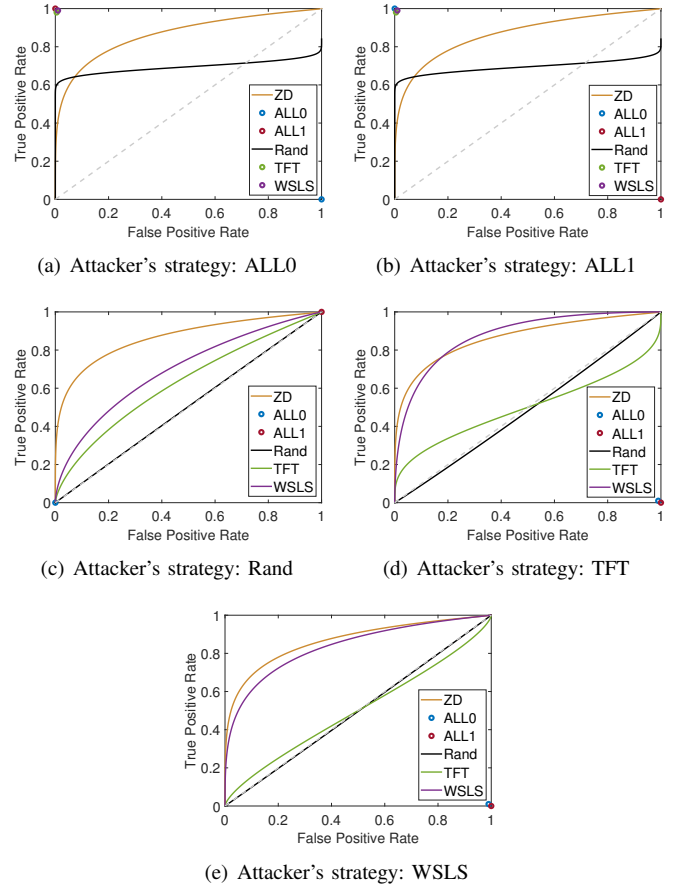 1
0.8
0.6
0.4
0.2
0
True Positive Rate
0 0.2 0.4 0.6 0.8 1
False Positive Rate
ZD
ALL0
ALL1
Rand
TFT
WSLS
(a) Attacker's strategy: ALL0
1
0.8
0.6
0.4
0.2
0
True Positive Rate
0 0.2 0.4 0.6 0.8 1
False Positive Rate
ZD
ALL0
ALL1
Rand
TFT
WSLS
(b) Attacker's strategy: ALL1
1
0.8
0.6
0.4
0.2
0
True Positive Rate
0 0.2 0.4 0.6 0.8 1
False Positive Rate
ZD
ALL0
ALL1
Rand
TFT
WSLS
(c) Attacker's strategy: Rand
1
0.8
0.6
0.4
0.2
0
True Positive Rate
0 0.2 0.4 0.6 0.8 1
False Positive Rate
ZD
ALL0
ALL1
Rand
TFT
WSLS
(d) Attacker's strategy: TFT
1
0.8
0.6
0.4
0.2
0
True Positive Rate
0 0.2 0.4 0.6 0.8 1
False Positive Rate
ZD
ALL0
ALL1
Rand
TFT
WSLS
(e) Attacker's strategy: WSLS